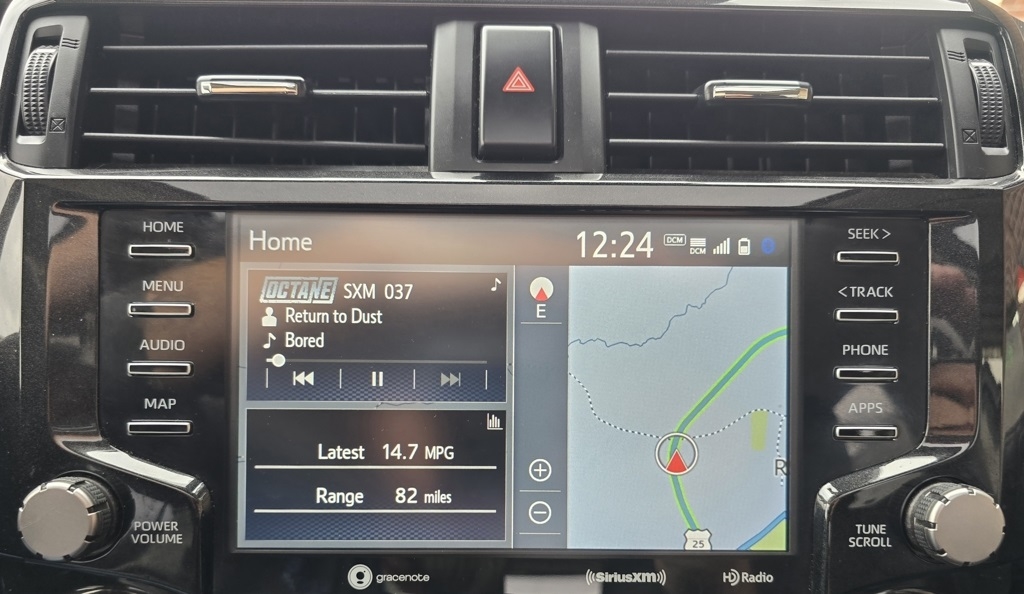 HOME
MENU
AUDIO
MAP
POWER
VOLUME
Home
12:24
DCM
DCM
OCTANE SXM 037
Return to Dust
Bored
Latest 14.7 MPG
Range 82 miles
E
R
25
SEEK >
< TRACK
PHONE
APPS
TUNE
SCROLL
gracenote
SiriusXM
HD Radio